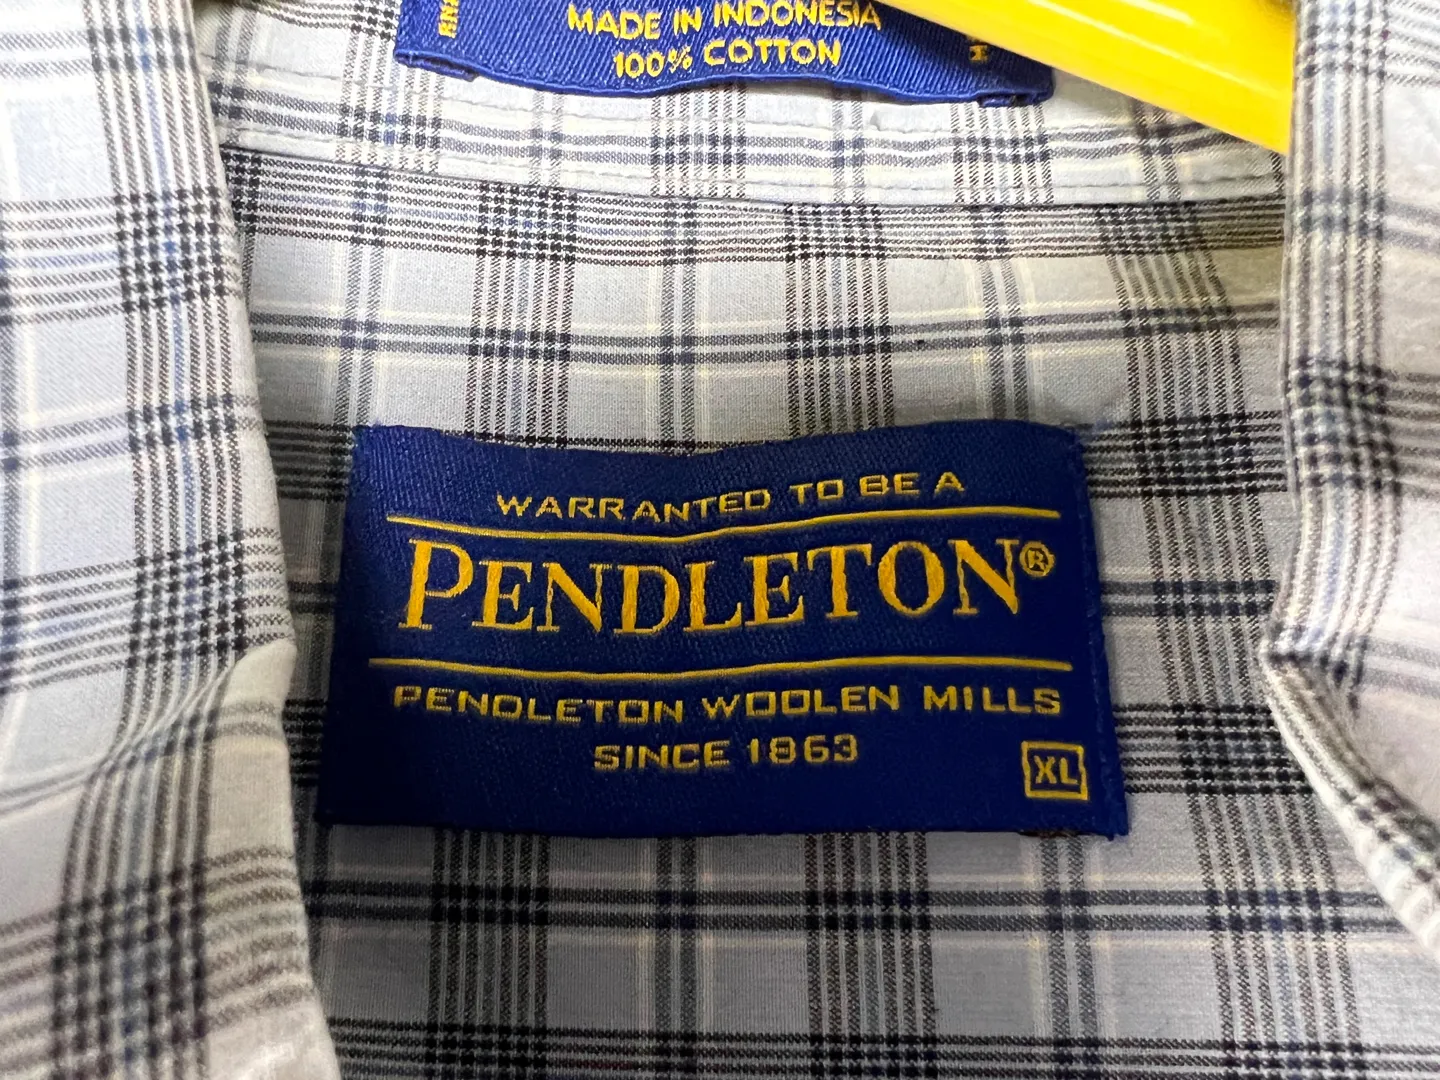 MADE IN INDONESIA
100% COTTON
WARRANTED TO BE A
PENDLETON®
PENDLETON WOOLEN MILLS
SINCE 1863
XL